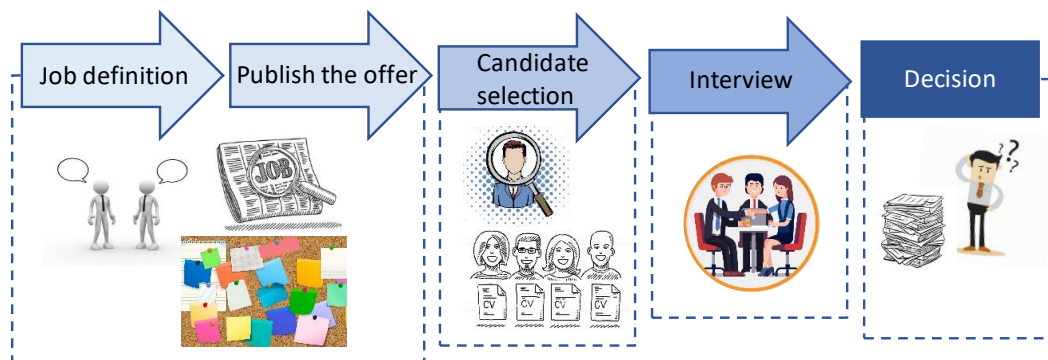 Job definition
Publish the offer
Candidate
selection
Interview
Decision
JOB
CV
CV
CV
CV
???